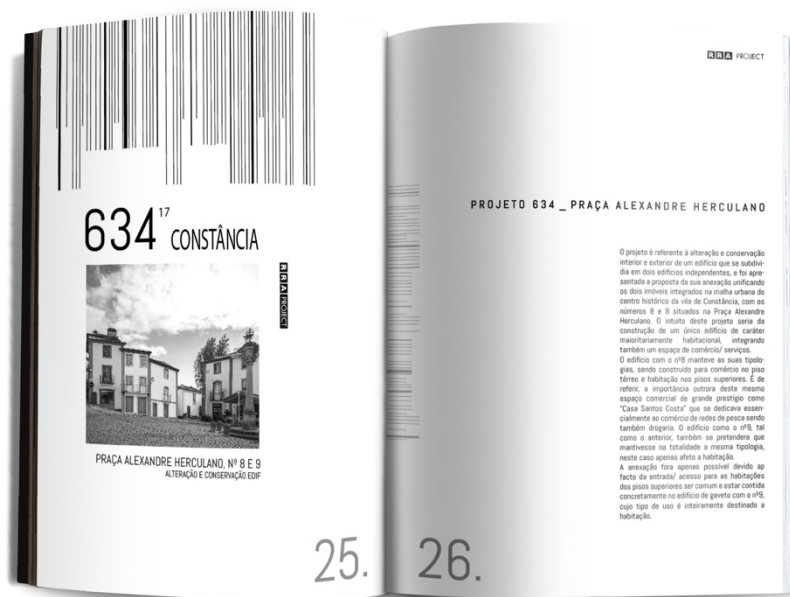 634 17 CONSTÂNCIA
RRA PROJECT
PRAÇA ALEXANDRE HERCULANO, Nº 8 E 9
ALTERAÇÃO E CONSERVAÇÃO EDIF
25.
RRA PROJECT
PROJETO 634 _ PRAÇA ALEXANDRE HERCULANO
O projeto é referente à alteração e conservação
interior e exterior de um edifício que se subdivi-
dia em dois edifícios independentes, e foi apre-
sentada a proposta da sua anexação unificando
os dois imóveis integrados na malha urbana do
centro histórico da vila de Constância, com os
números 8 e 9 situados na Praça Alexandre
Herculano. O intuito deste projeto seria da
construção de um único edifício de caráter
maioritariamente habitacional, integrando
também um espaço de comércio/ serviços.
O edifício com o nº8 manteve as suas tipolo-
gias, sendo construído para comércio no piso
térreo e habitação nos pisos superiores. É de
referir, a importância outrora deste mesmo
espaço comercial de grande prestígio como
"Casa Santos Costa" que se dedicava essen-
cialmente ao comércio de redes de pesca sendo
também drogaria. O edifício como o nº9, tal
como o anterior, também se pretendera que
mantivesse na totalidade a mesma tipologia,
neste caso apenas afeto a habitação.
A anexação fora apenas possível devido ap
facto da entrada/ acesso para as habitações
dos pisos superiores ser comum e estar contida
concretamente no edifício de gaveto com o nº9,
cujo tipo de uso é inteiramente destinado a
habitação.
26.